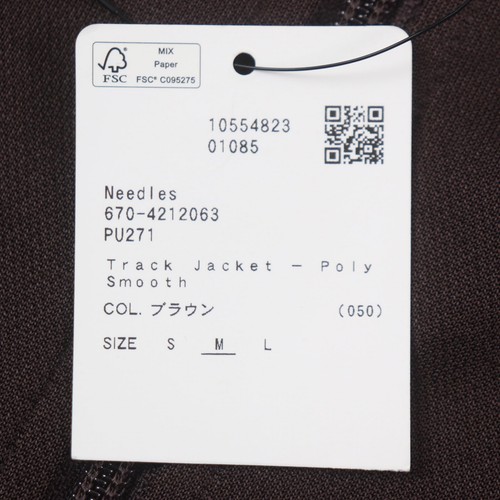 FSC
MIX
Paper
FSC® C095275
10554823
01085
Needles
670-4212063
PU271
Track Jacket – Poly
Smooth
COL. ブラウン (050)
SIZE S M L